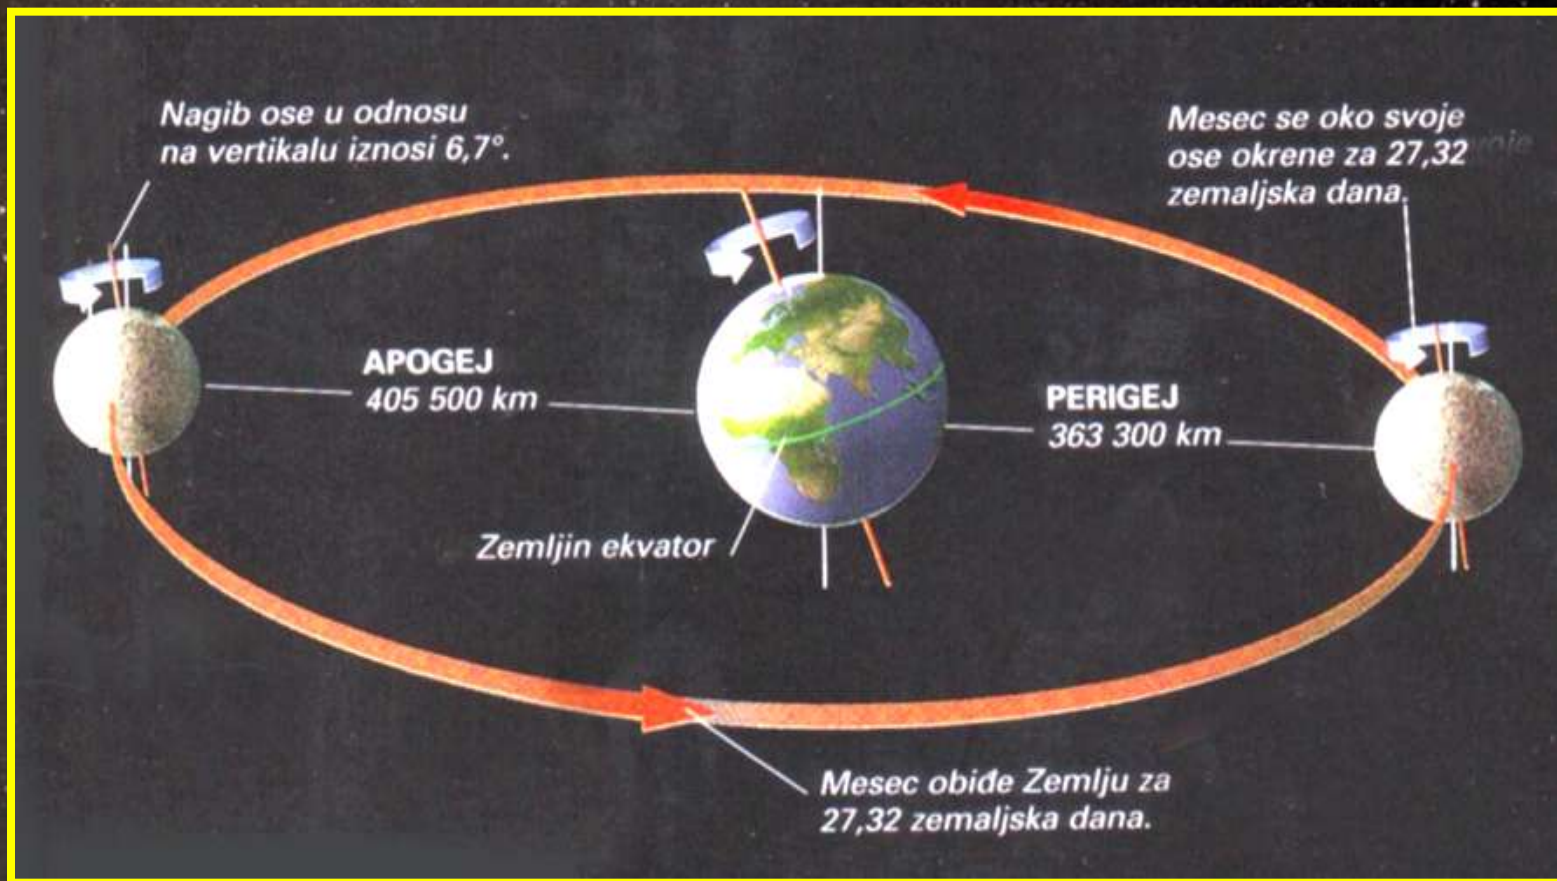 Nagib ose u odnosu
na vertikalu iznosi 6,7°.
Mesec se oko svoje
ose okrene za 27,32
zemaljska dana.
svoje
APOGEJ
405 500 km
PERIGEJ
363 300 km
Zemljin ekvator
Mesec obiđe Zemlju za
27,32 zemaljska dana.